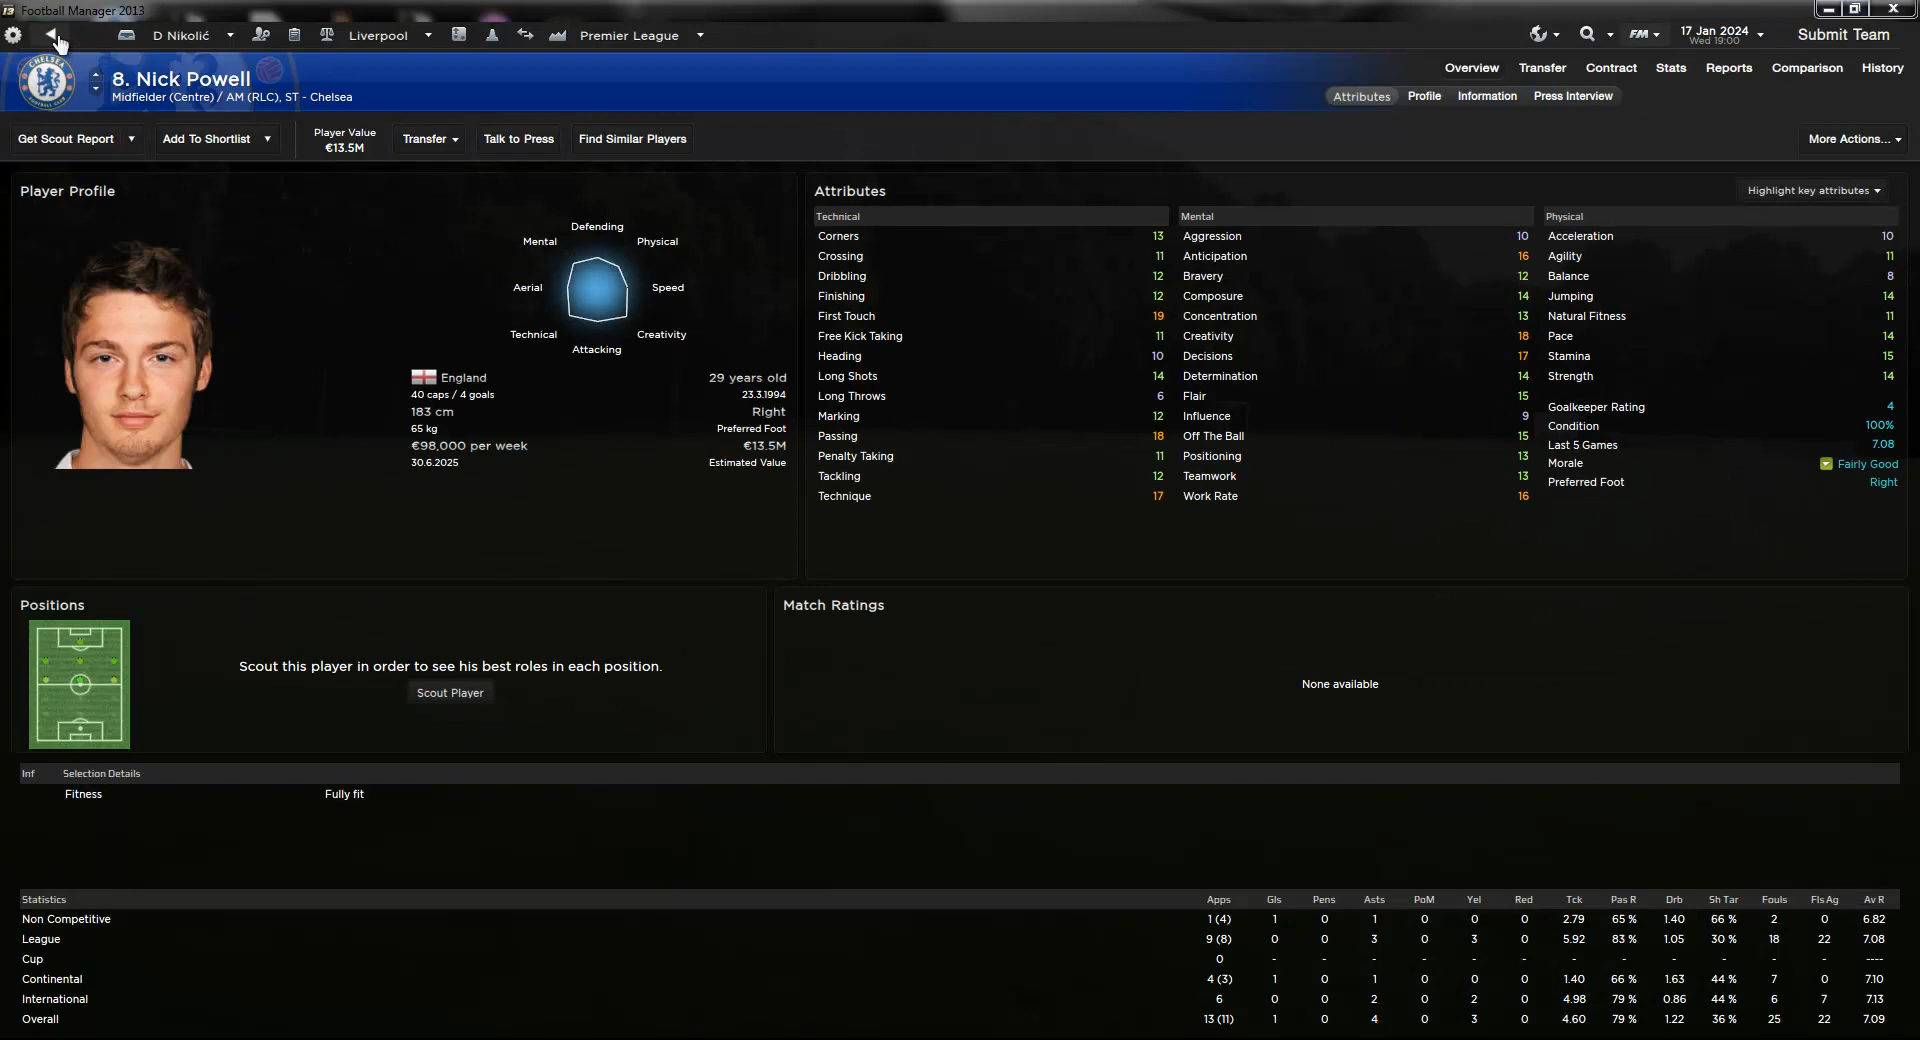 Football Manager 2013
D Nikolić
Liverpool
Premier League
FM
17 Jan 2024
Wed 19:00
Submit Team
8. Nick Powell
Midfielder (Centre) / AM (RLC), ST - Chelsea
Overview Transfer Contract Stats Reports Comparison History
Attributes Profile Information Press Interview
Get Scout Report Add To Shortlist
Player Value
€13.5M
Transfer Talk to Press Find Similar Players
More Actions...
Player Profile
Defending
Mental Physical
Aerial Speed
Technical Creativity
Attacking
England 29 years old
40 caps / 4 goals 23.3.1994
183 cm Right
65 kg Preferred Foot
€98,000 per week €13.5M
30.6.2025 Estimated Value
Attributes
Highlight key attributes
Technical
Corners 13
Crossing 11
Dribbling 12
Finishing 12
First Touch 19
Free Kick Taking 11
Heading 10
Long Shots 14
Long Throws 6
Marking 12
Passing 18
Penalty Taking 11
Tackling 12
Technique 17
Mental
Aggression 10
Anticipation 16
Bravery 12
Composure 14
Concentration 13
Creativity 18
Decisions 17
Determination 14
Flair 15
Influence 9
Off The Ball 15
Positioning 13
Teamwork 13
Work Rate 16
Physical
Acceleration 10
Agility 11
Balance 8
Jumping 14
Natural Fitness 11
Pace 14
Stamina 15
Strength 14
Goalkeeper Rating 4
Condition 100%
Last 5 Games 7.08
Morale Fairly Good
Preferred Foot Right
Positions
Scout this player in order to see his best roles in each position.
Scout Player
Match Ratings
None available
Inf Selection Details
Fitness Fully fit
Statistics Apps Gls Pens Asts PoM Yel Red Tck Pas R Drb Sh Tar Fouls Fls Ag Av R
Non Competitive 1 (4) 1 0 1 0 0 0 2.79 65 % 1.40 66 % 2 0 6.82
League 9 (8) 0 0 3 0 3 0 5.92 83 % 1.05 30 % 18 22 7.08
Cup 0 - - - - - - - - - - - - ----
Continental 4 (3) 1 0 1 0 0 0 1.40 66 % 1.63 44 % 7 0 7.10
International 6 0 0 2 0 2 0 4.98 79 % 0.86 44 % 6 7 7.13
Overall 13 (11) 1 0 4 0 3 0 4.60 79 % 1.22 36 % 25 22 7.09